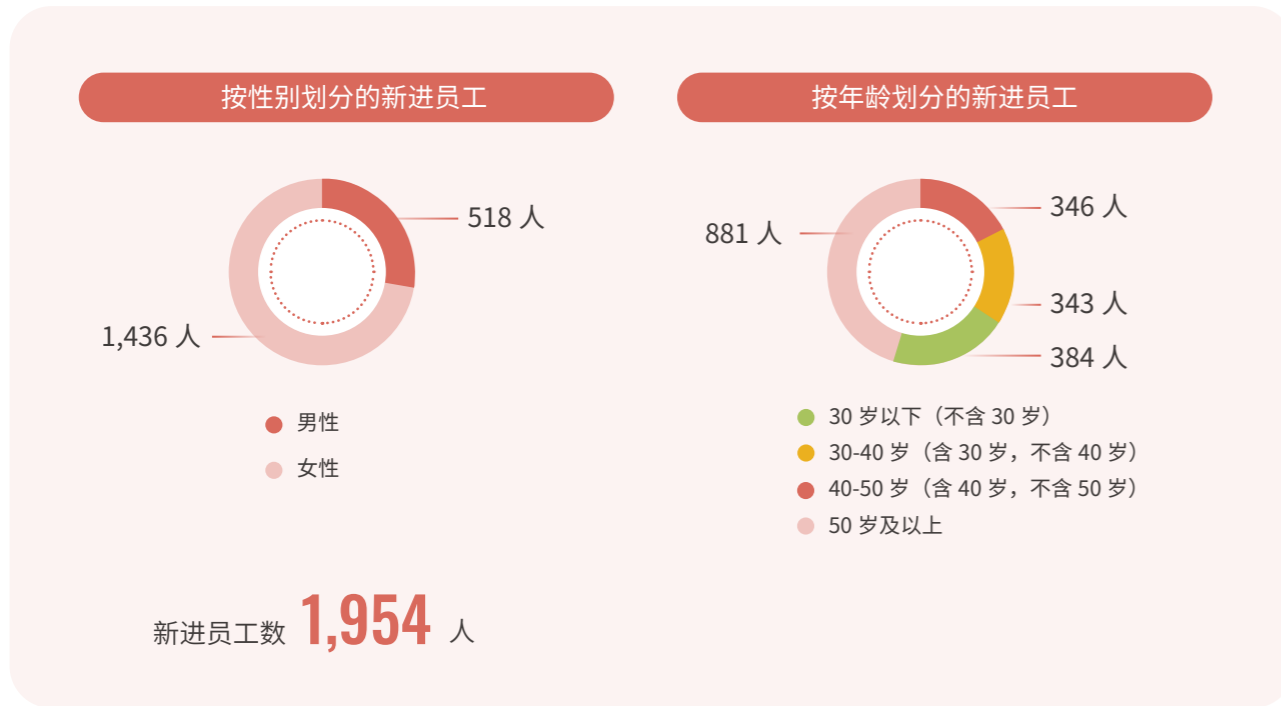 按性别划分的新进员工
518 人
1,436 人
男性
女性
新进员工数 1,954 人
按年龄划分的新进员工
881 人
346 人
343 人
384 人
30 岁以下（不含 30 岁）
30-40 岁（含 30 岁，不含 40 岁）
40-50 岁（含 40 岁，不含 50 岁）
50 岁及以上